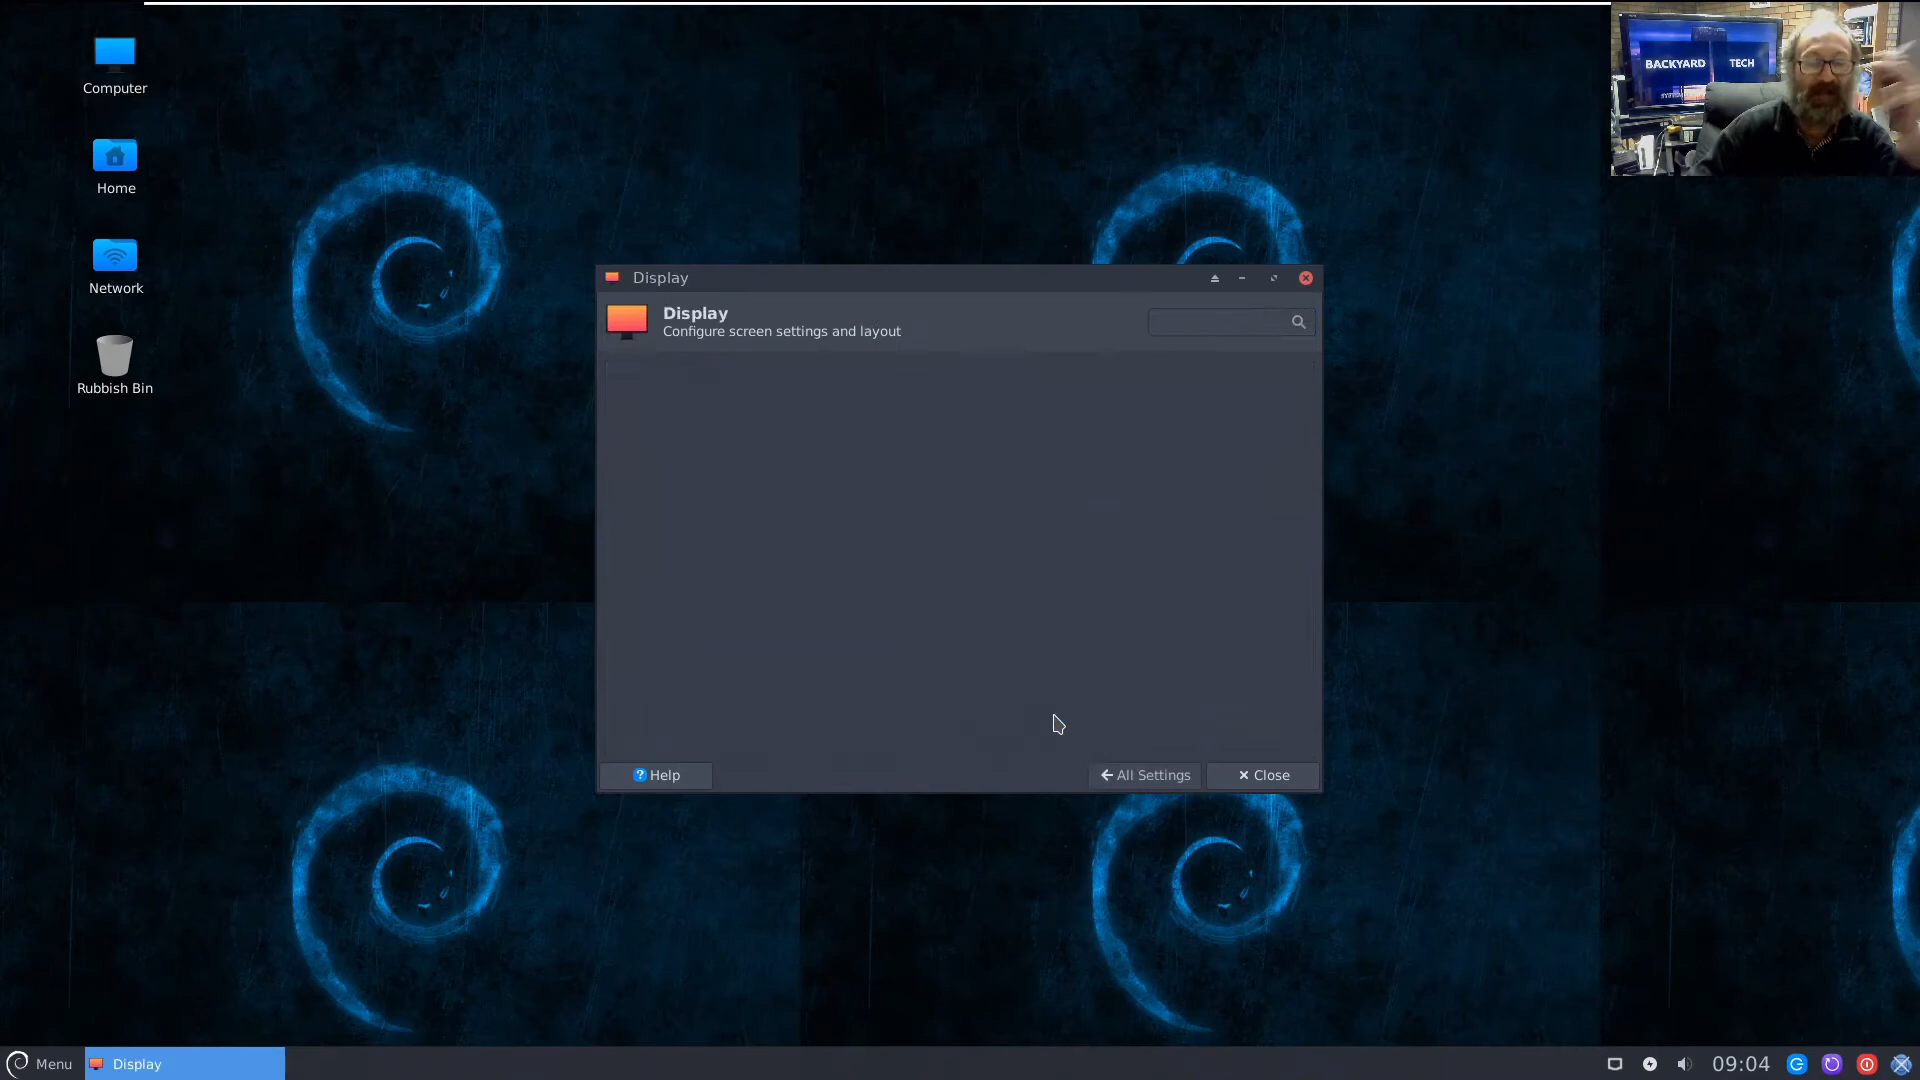 Computer
Home
Network
Rubbish Bin
BACKYARD TECH
Display
Display
Configure screen settings and layout
? Help
All Settings
Close
Menu
Display
09:04